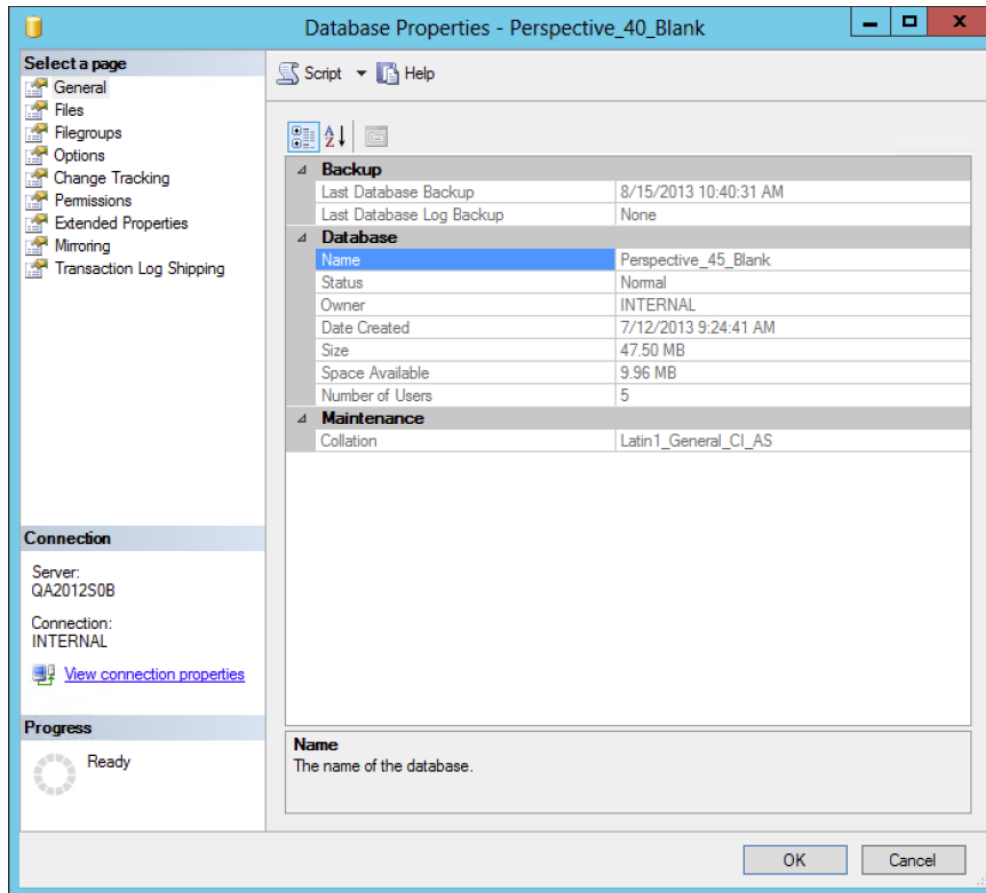 Database Properties - Perspective_40_Blank
x
Select a page
General
Files
Filegroups
Options
Change Tracking
Permissions
Extended Properties
Mirroring
Transaction Log Shipping
Script
Help
A
Z
Backup
Last Database Backup 8/15/2013 10:40:31 AM
Last Database Log Backup None
Database
Name Perspective_45_Blank
Status Normal
Owner INTERNAL
Date Created 7/12/2013 9:24:41 AM
Size 47.50 MB
Space Available 9.96 MB
Number of Users 5
Maintenance
Collation Latin1_General_CI_AS
Connection
Server:
QA2012S0B
Connection:
INTERNAL
View connection properties
Progress
Ready
Name
The name of the database.
OK
Cancel